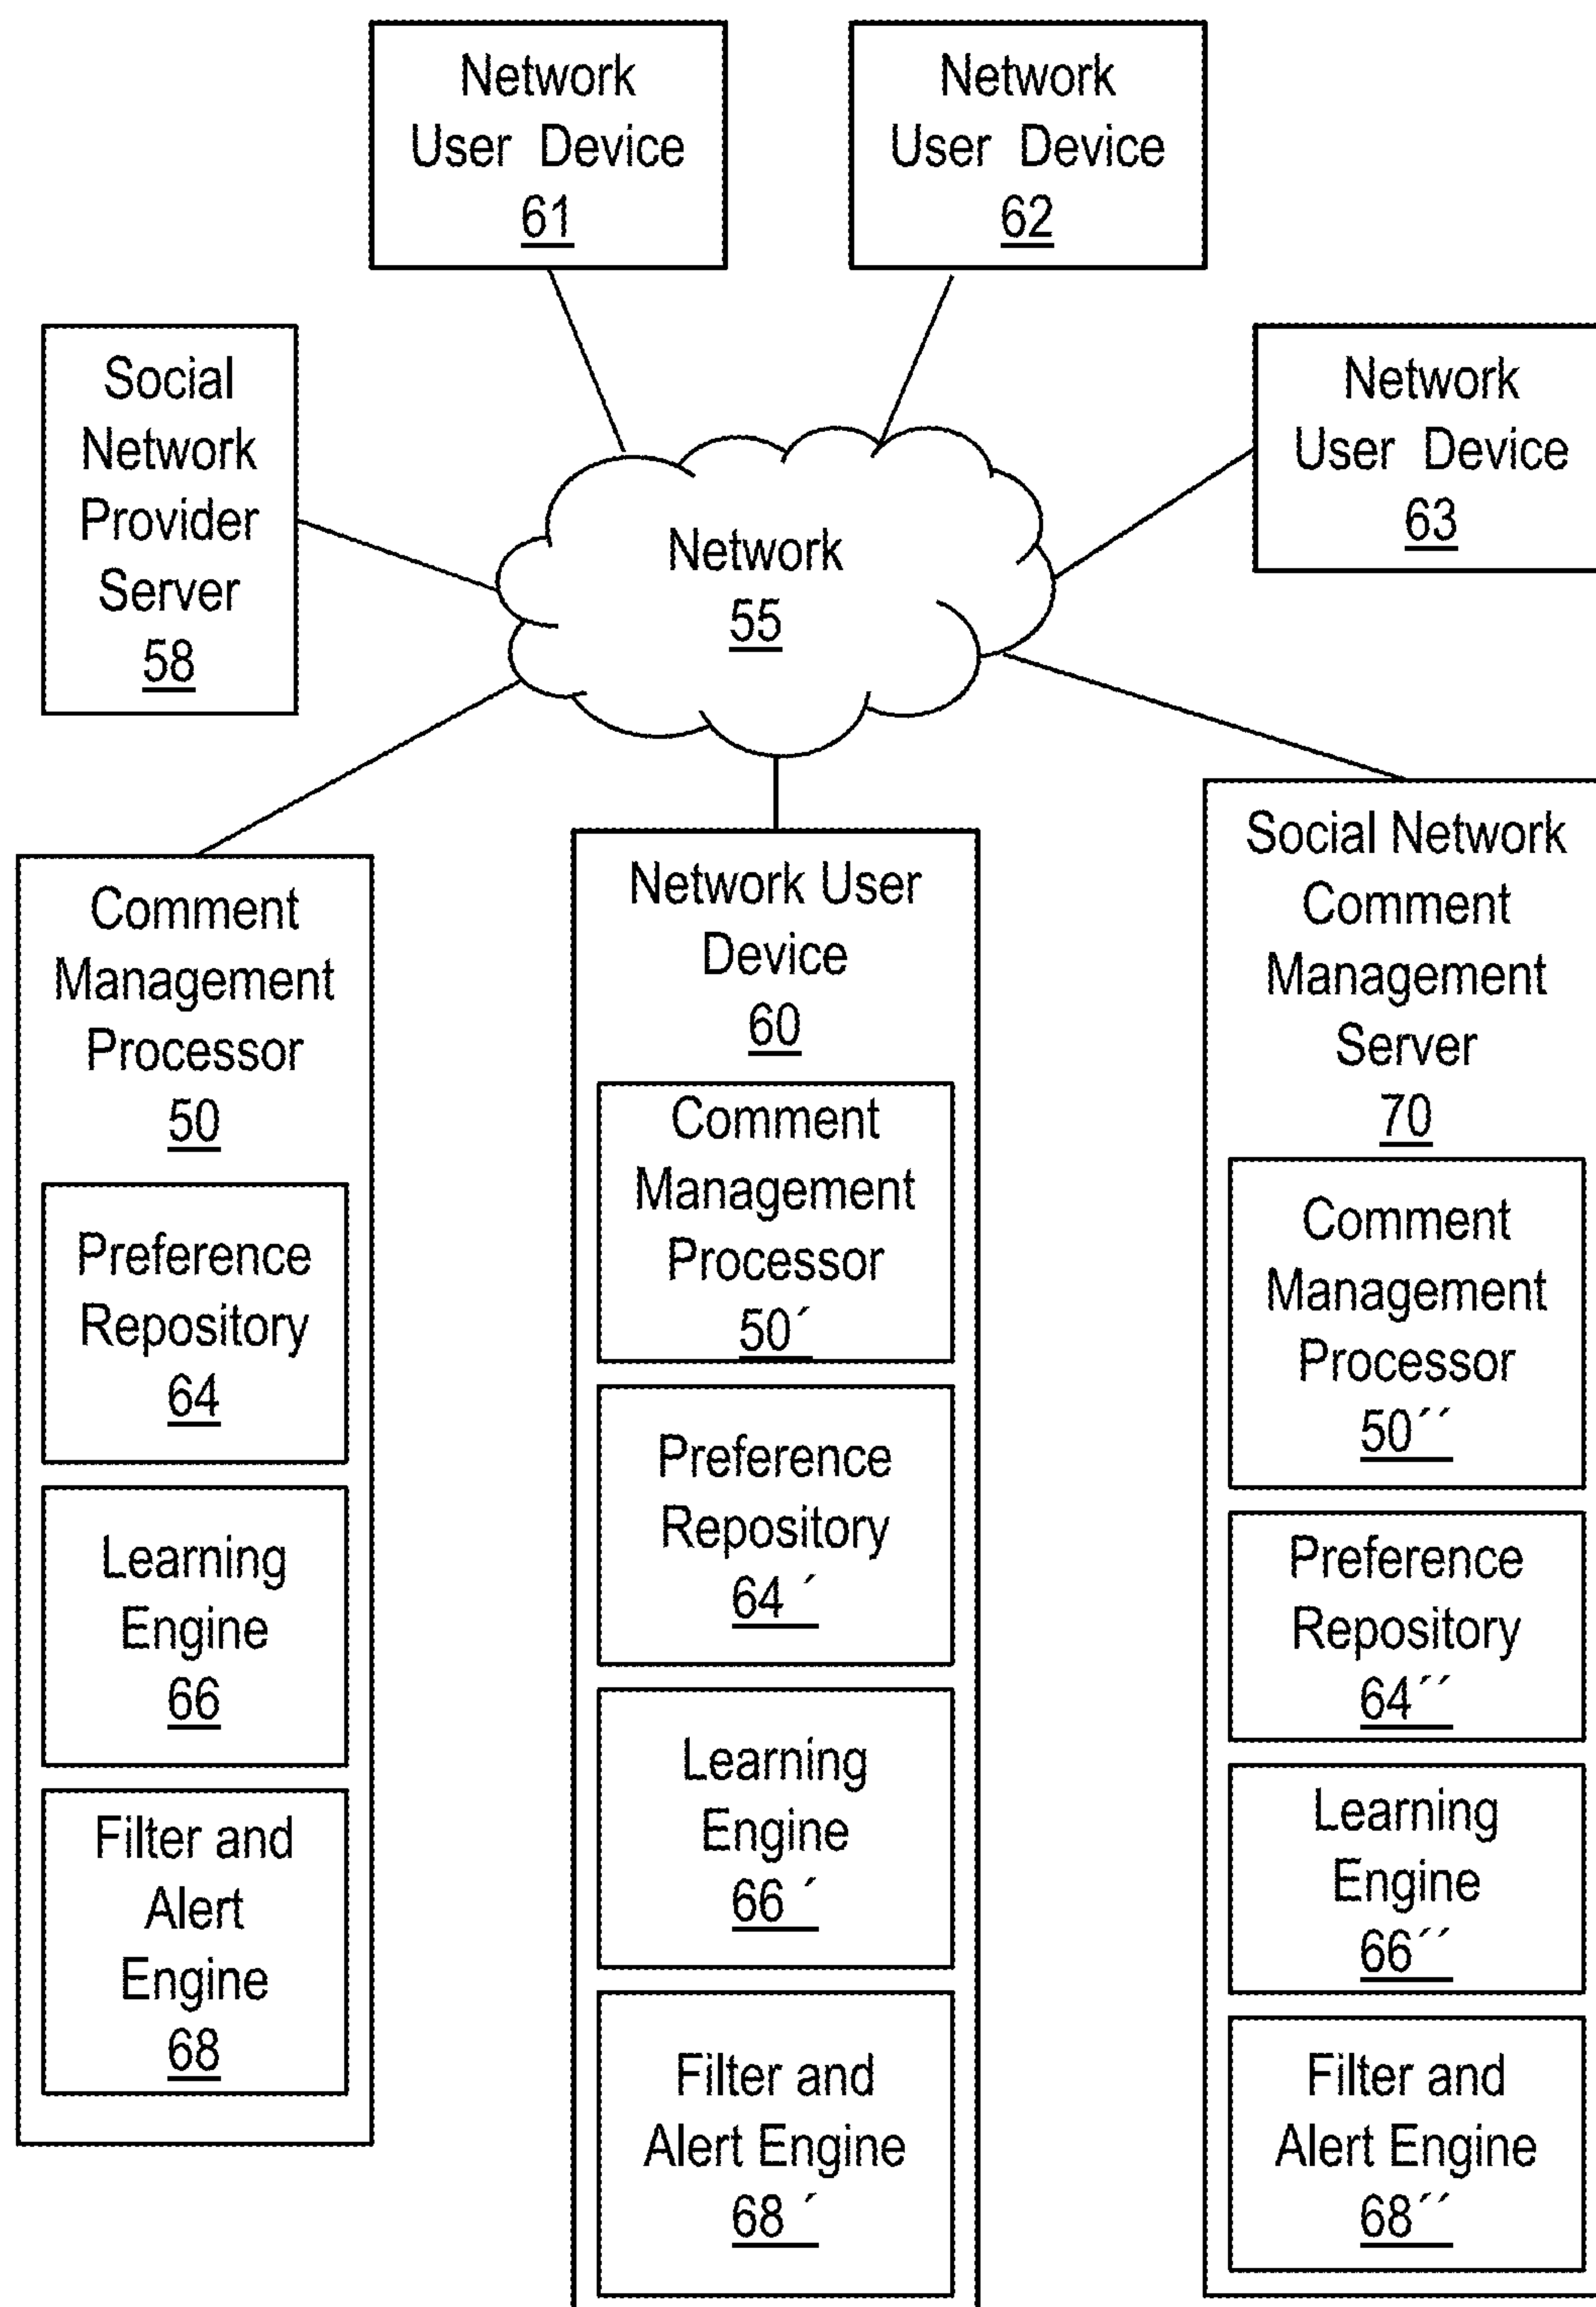 Network
User Device
61
Network
User Device
62
Social
Network
Provider
Server
58
Network
User Device
63
Network
55
Comment
Management
Processor
50
Preference
Repository
64
Learning
Engine
66
Filter and
Alert
Engine
68
Network User
Device
60
Comment
Management
Processor
50´
Preference
Repository
64 ´
Learning
Engine
66 ´
Filter and
Alert Engine
68 ´
Social Network
Comment
Management
Server
70
Comment
Management
Processor
50´´
Preference
Repository
64´´
Learning
Engine
66´´
Filter and
Alert Engine
68´´